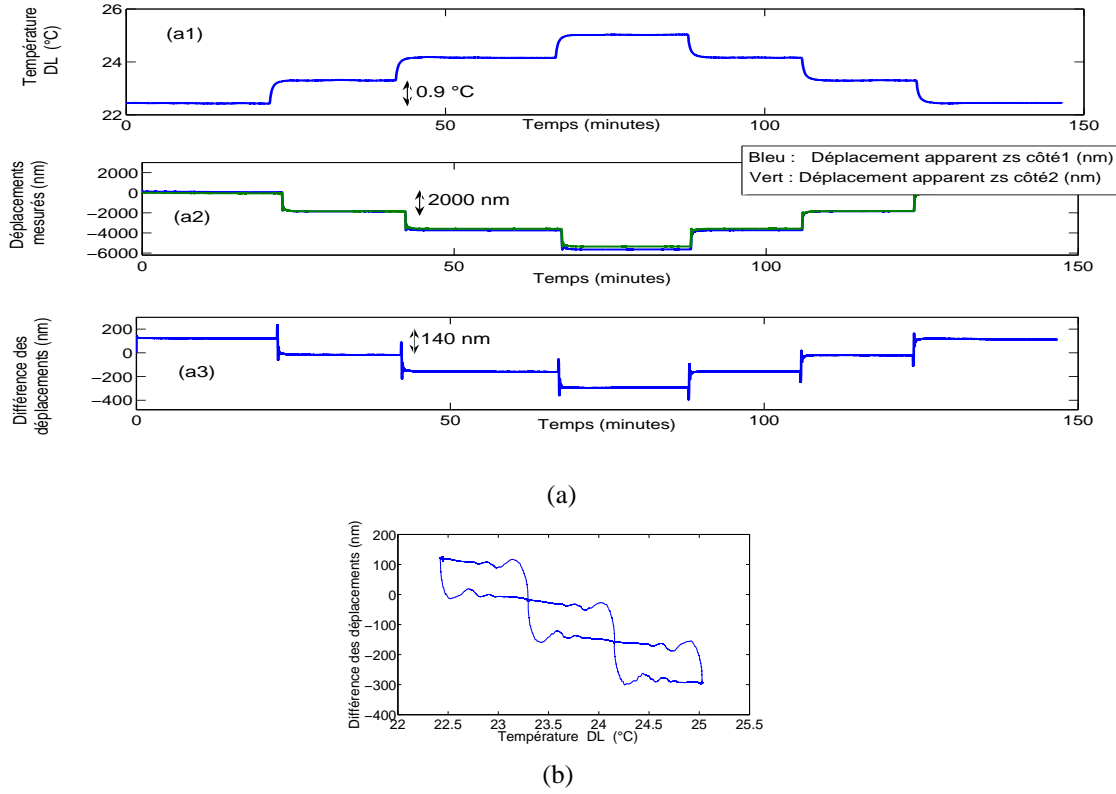 26
24
22
Température
DL (°C)
(a1)
0.9 °C
0
50
100
150
Temps (minutes)
Bleu : Déplacement apparent zs côté1 (nm)
Vert : Déplacement apparent zs côté2 (nm)
2000
0
−2000
−4000
−6000
Déplacements
mesurés (nm)
(a2)
2000 nm
0
50
100
150
Temps (minutes)
200
0
−200
−400
Différence des
déplacements (nm)
(a3)
140 nm
0
50
100
150
Temps (minutes)
(a)
200
100
0
−100
−200
−300
−400
Différence des déplacements (nm)
22
22.5
23
23.5
24
24.5
25
25.5
Température DL (°C)
(b)